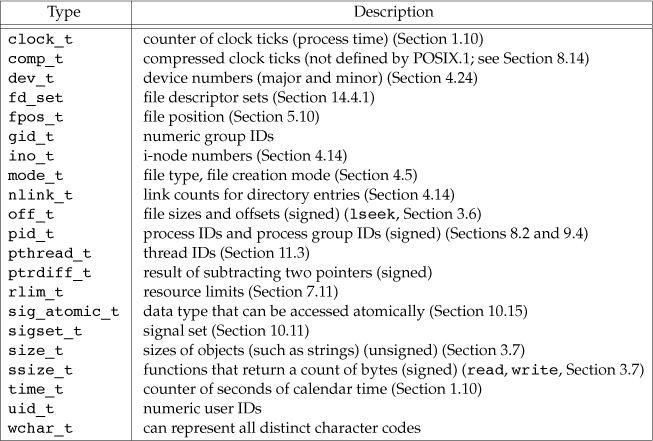 Type Description
clock_t counter of clock ticks (process time) (Section 1.10)
comp_t compressed clock ticks (not defined by POSIX.1; see Section 8.14)
dev_t device numbers (major and minor) (Section 4.24)
fd_set file descriptor sets (Section 14.4.1)
fpos_t file position (Section 5.10)
gid_t numeric group IDs
ino_t i-node numbers (Section 4.14)
mode_t file type, file creation mode (Section 4.5)
nlink_t link counts for directory entries (Section 4.14)
off_t file sizes and offsets (signed) (lseek, Section 3.6)
pid_t process IDs and process group IDs (signed) (Sections 8.2 and 9.4)
pthread_t thread IDs (Section 11.3)
ptrdiff_t result of subtracting two pointers (signed)
rlim_t resource limits (Section 7.11)
sig_atomic_t data type that can be accessed atomically (Section 10.15)
sigset_t signal set (Section 10.11)
size_t sizes of objects (such as strings) (unsigned) (Section 3.7)
ssize_t functions that return a count of bytes (signed) (read, write, Section 3.7)
time_t counter of seconds of calendar time (Section 1.10)
uid_t numeric user IDs
wchar_t can represent all distinct character codes